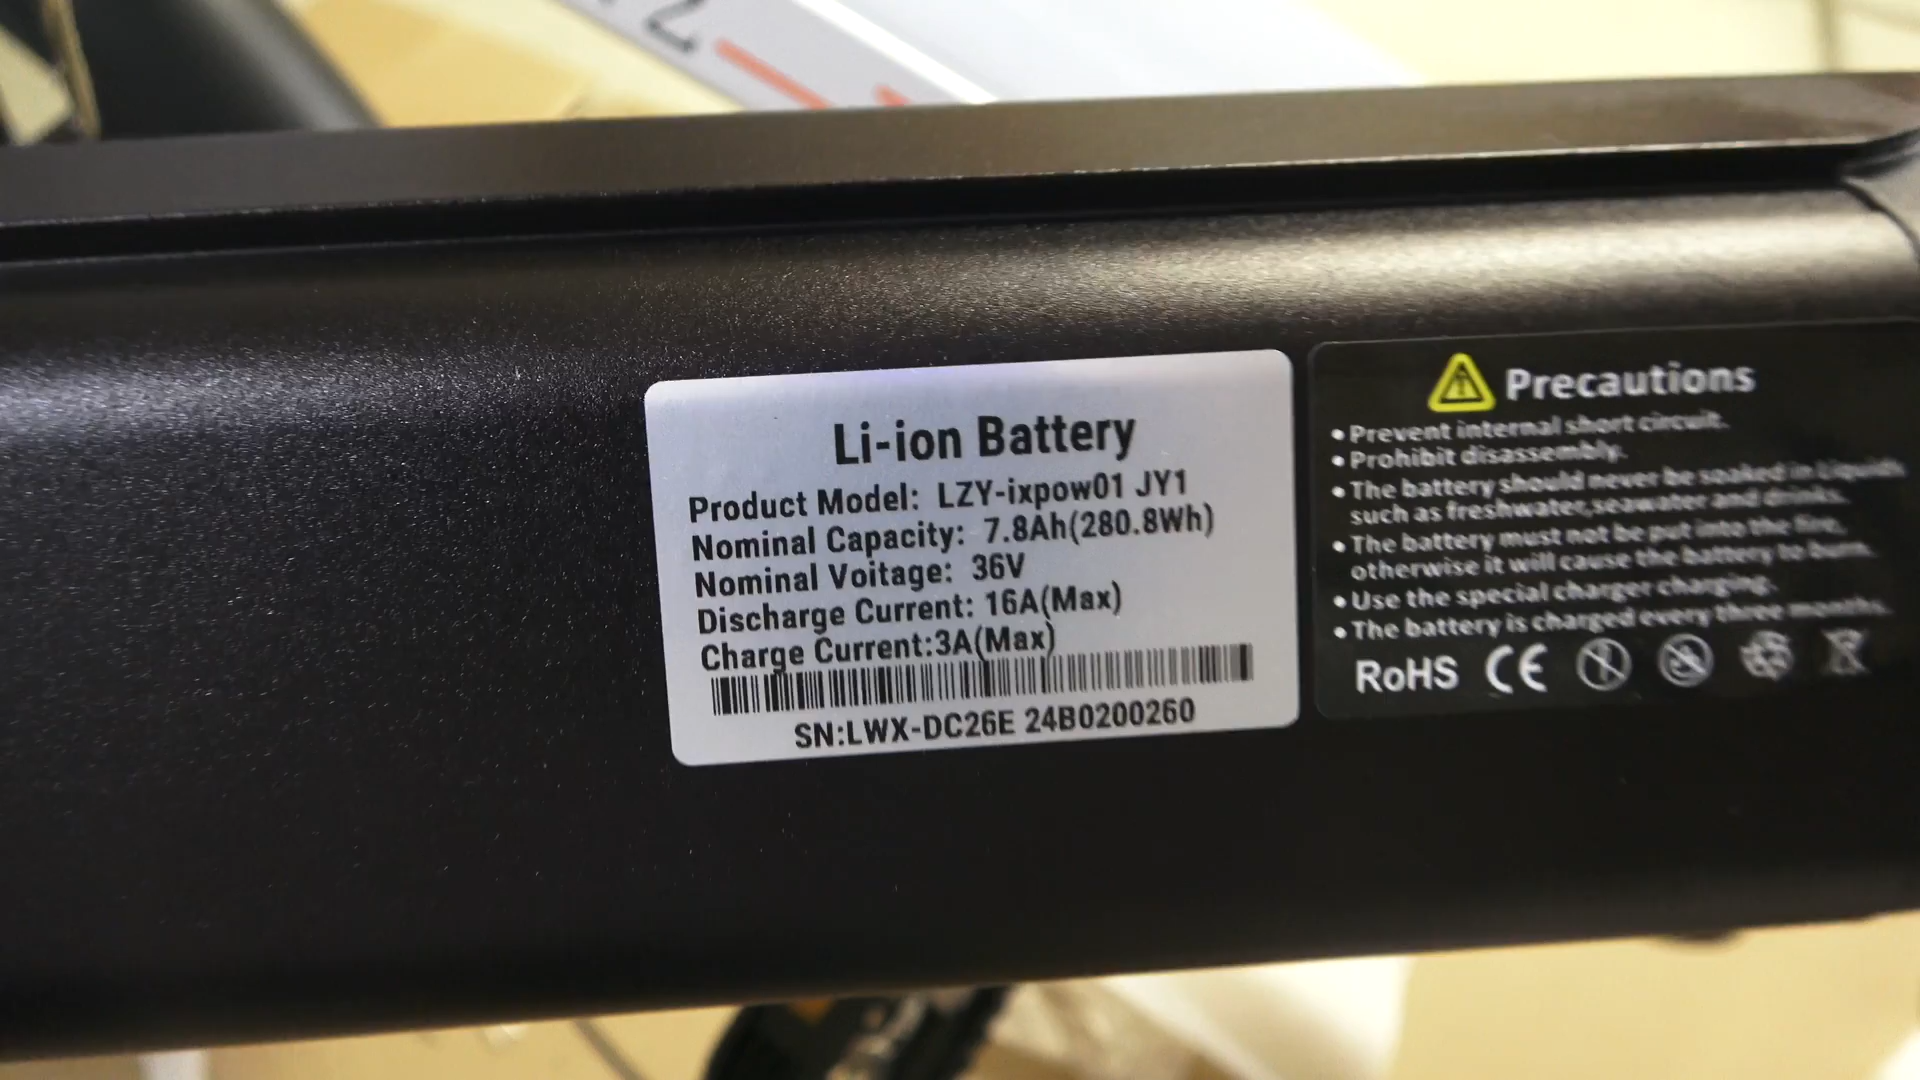 Li-ion Battery
Product Model: LZY-ixpow01 JY1
Nominal Capacity: 7.8Ah(280.8Wh)
Nominal Voitage: 36V
Discharge Current: 16A(Max)
Charge Current:3A(Max)
SN:LWX-DC26E 24B0200260
Precautions
•Prevent internal short circuit.
•Prohibit disassembly.
•The battery should never be soaked in Liquids
such as freshwater,seawater and drinks.
•The battery must not be put into the fire,
otherwise it will cause the battery to burn.
•Use the special charger charging.
•The battery is charged every three months.
RoHS CE